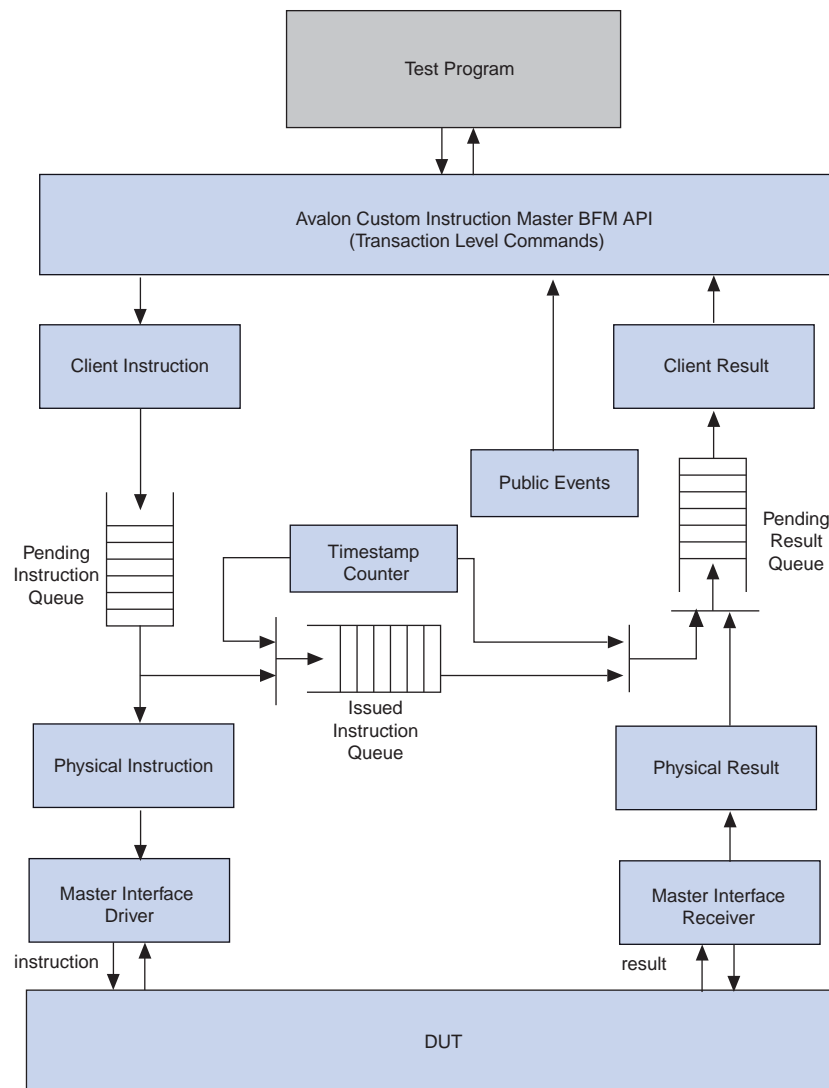 Test Program
Avalon Custom Instruction Master BFM API
(Transaction Level Commands)
Client Instruction
Client Result
Public Events
Pending
Instruction
Queue
Timestamp
Counter
Pending
Result
Queue
Issued
Instruction
Queue
Physical Instruction
Physical Result
Master Interface
Driver
Master Interface
Receiver
instruction
result
DUT